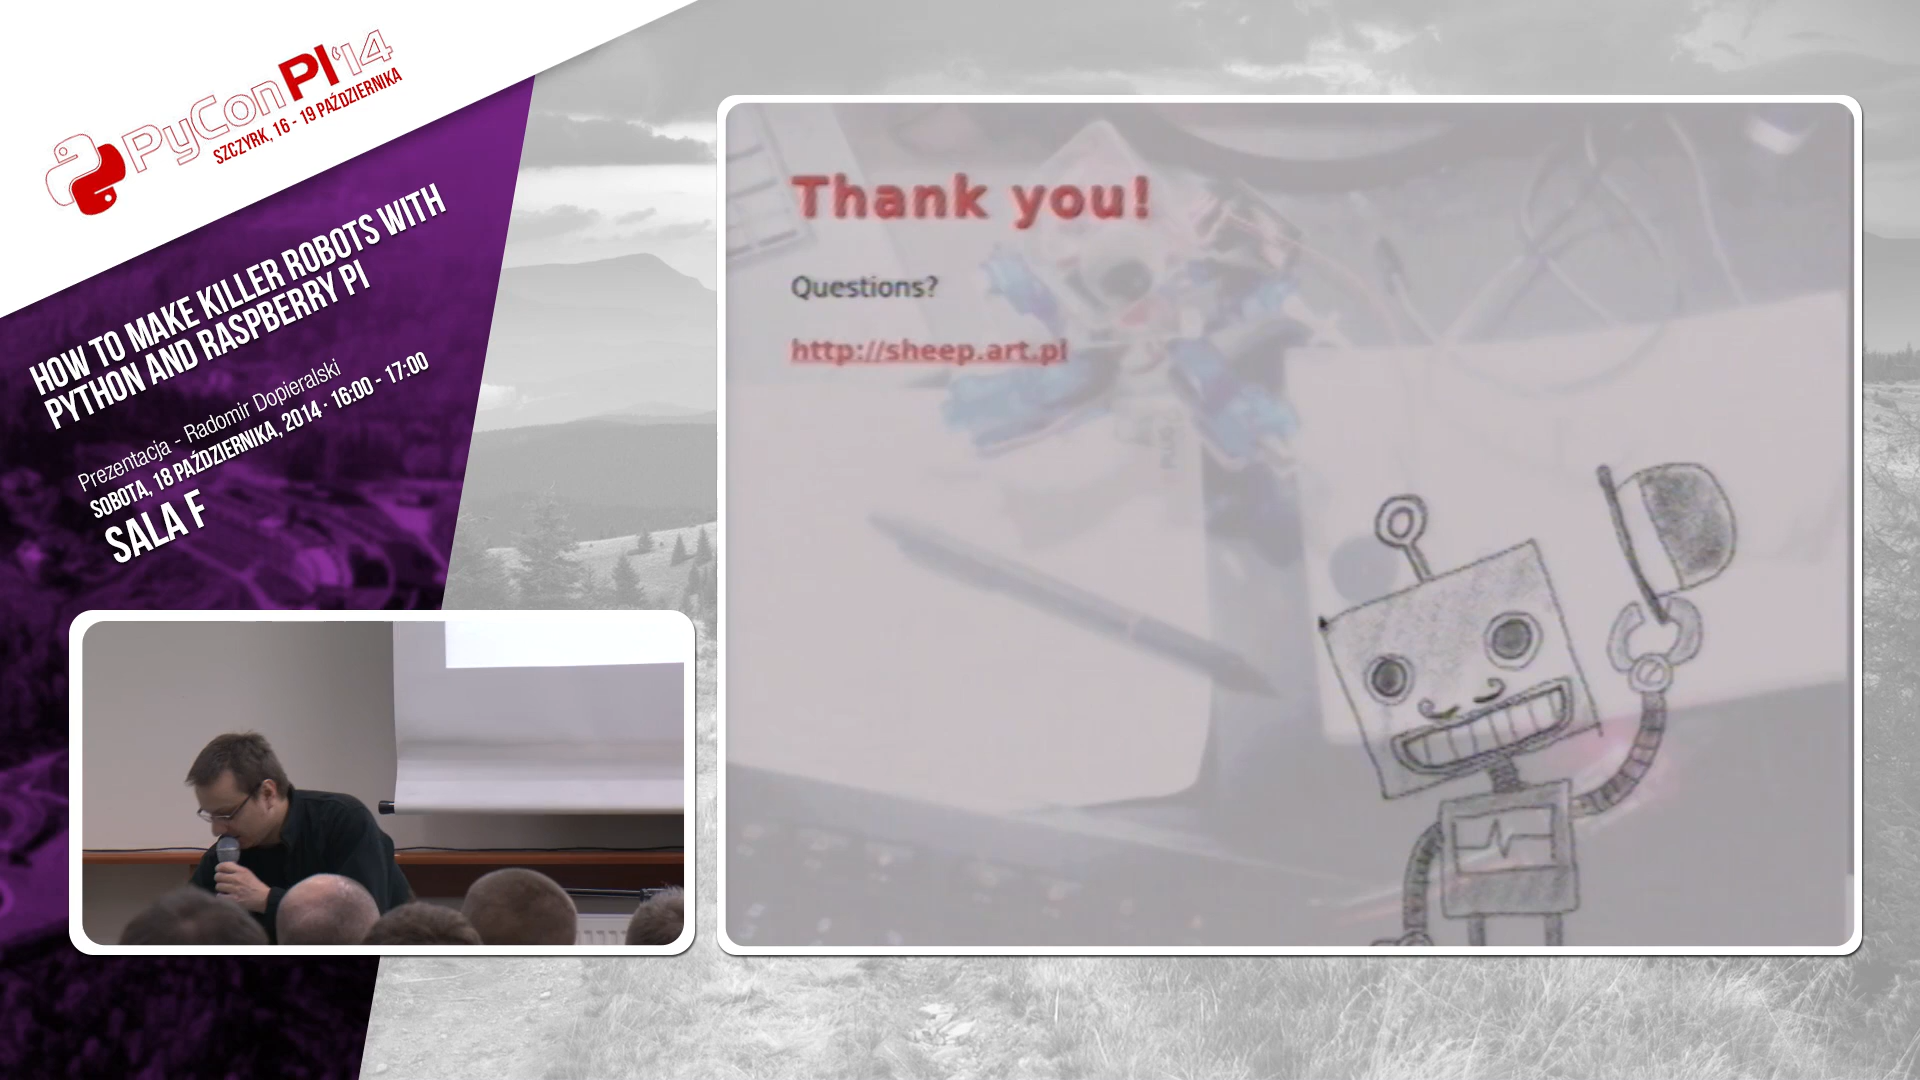 PyConPl'14
SZCZYRK, 16 - 19 PAŹDZIERNIKA
HOW TO MAKE KILLER ROBOTS WITH
PYTHON AND RASPBERRY PI
Prezentacja - Radomir Dopieralski
SOBOTA, 18 PAŹDZIERNIKA, 2014 · 16:00 - 17:00
SALA F
Thank you!
Questions?
http://sheep.art.pl